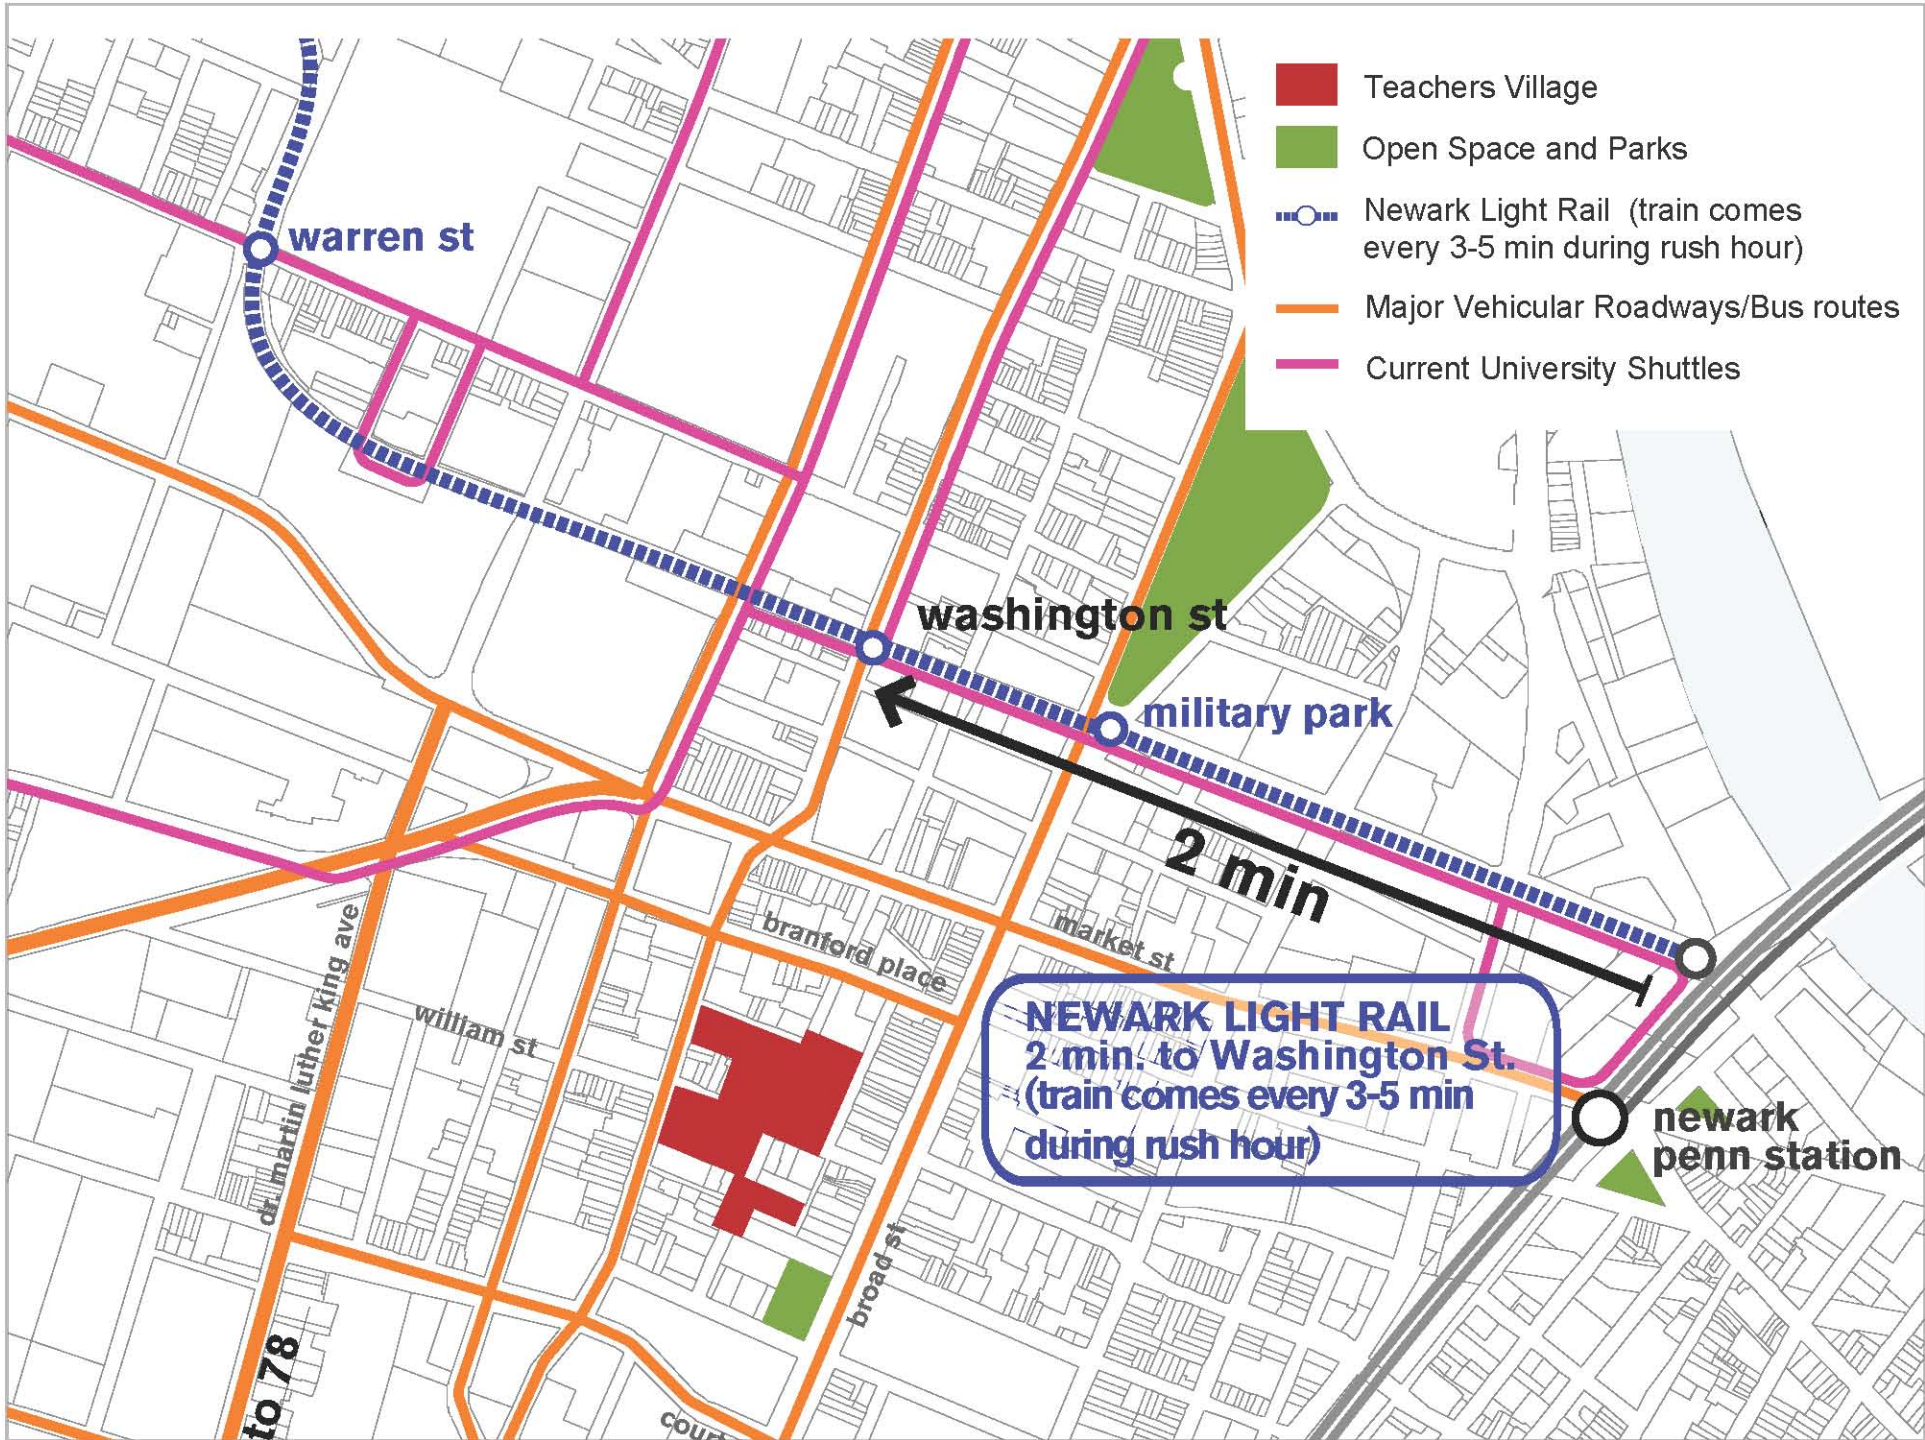 Teachers Village
Open Space and Parks
Newark Light Rail (train comes
every 3-5 min during rush hour)
Major Vehicular Roadways/Bus routes
Current University Shuttles
warren st
washington st
military park
2 min
market st
branford place
william st
dr. martin luther king ave
NEWARK LIGHT RAIL
2 min. to Washington St.
(train comes every 3-5 min
during rush hour)
newark
penn station
broad st
to 78
court